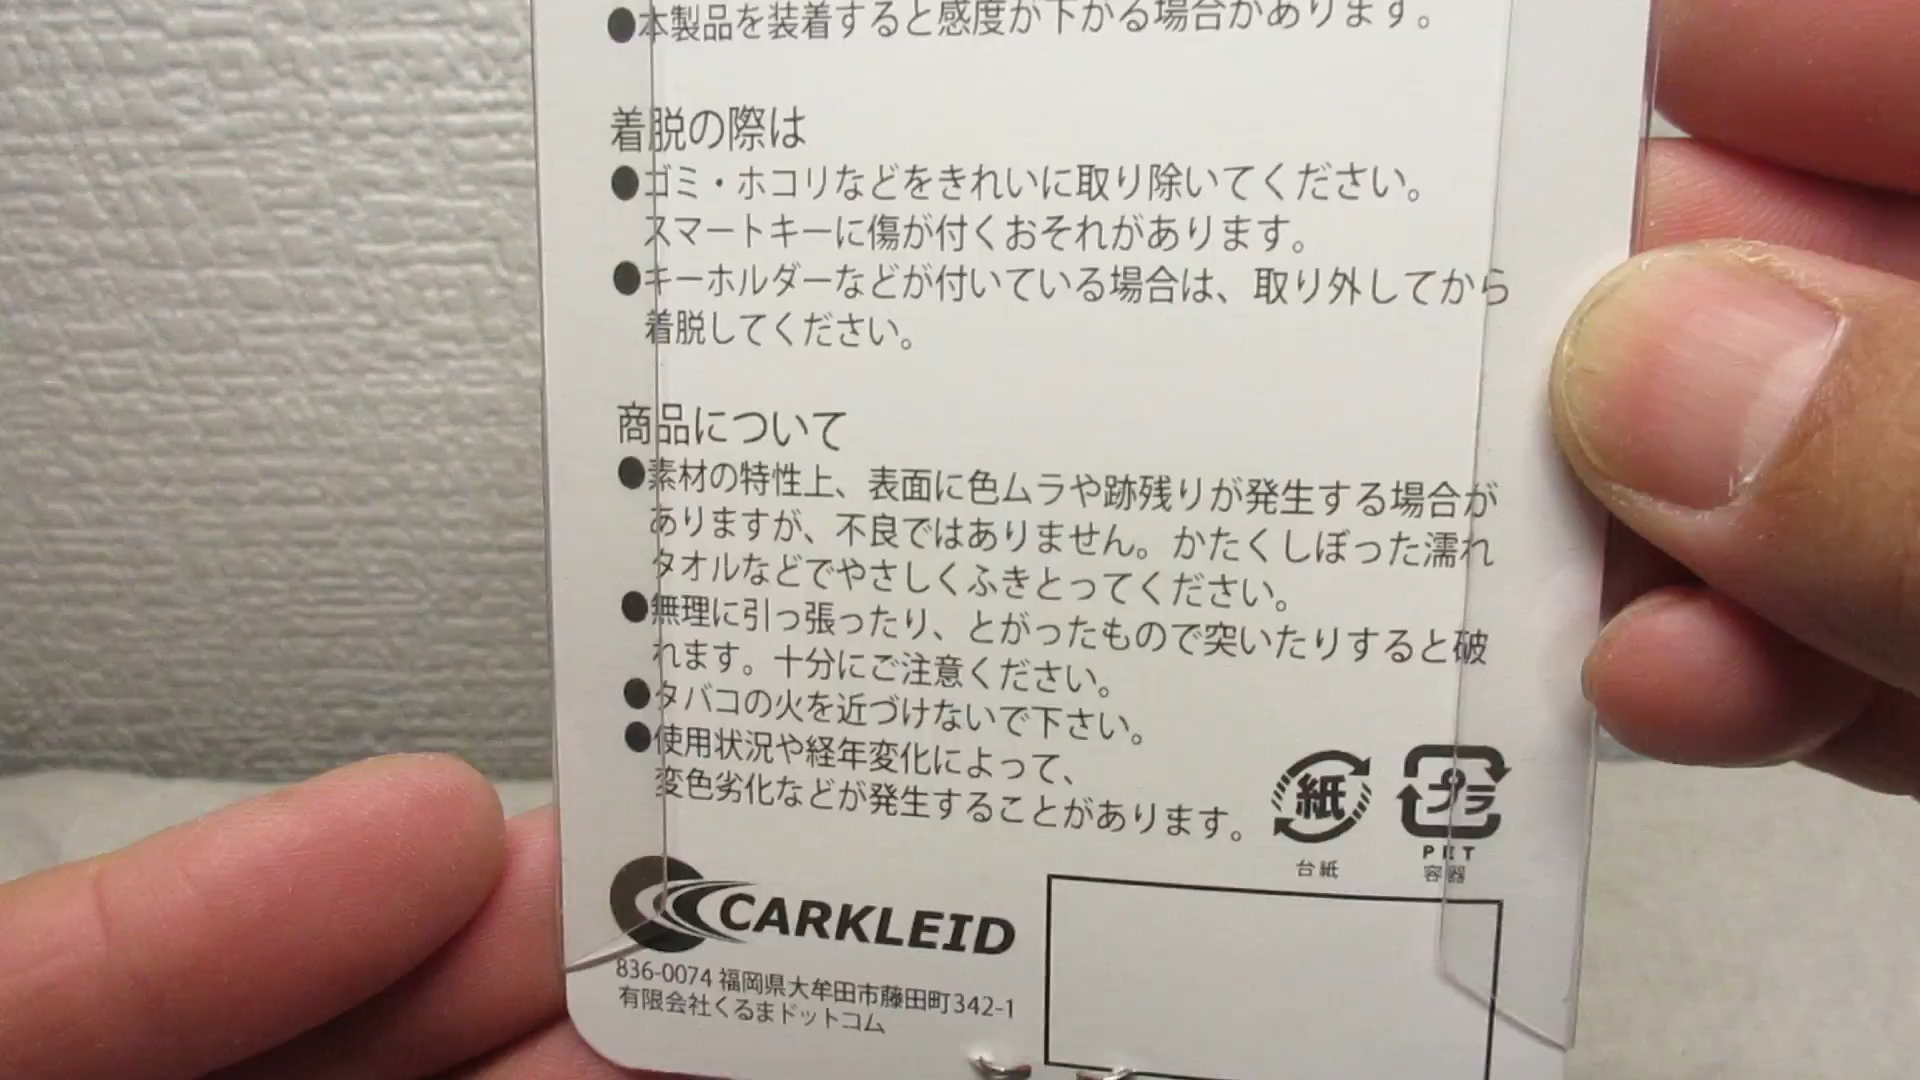 ●本製品を装着すると感度が下がる場合があります。
着脱の際は
●ゴミ・ホコリなどをきれいに取り除いてください。
スマートキーに傷が付くおそれがあります。
●キーホルダーなどが付いている場合は、取り外してから
着脱してください。
商品について
●素材の特性上、表面に色ムラや跡残りが発生する場合が
ありますが、不良ではありません。かたくしぼった濡れ
タオルなどでやさしくふきとってください。
●無理に引っ張ったり、とがったもので突いたりすると破
れます。十分にご注意ください。
●タバコの火を近づけないで下さい。
●使用状況や経年変化によって、
変色劣化などが発生することがあります。
紙
台紙
プラ
PET
容器
CARKLEID
836-0074 福岡県大牟田市藤田町342-1
有限会社くるまドットコム